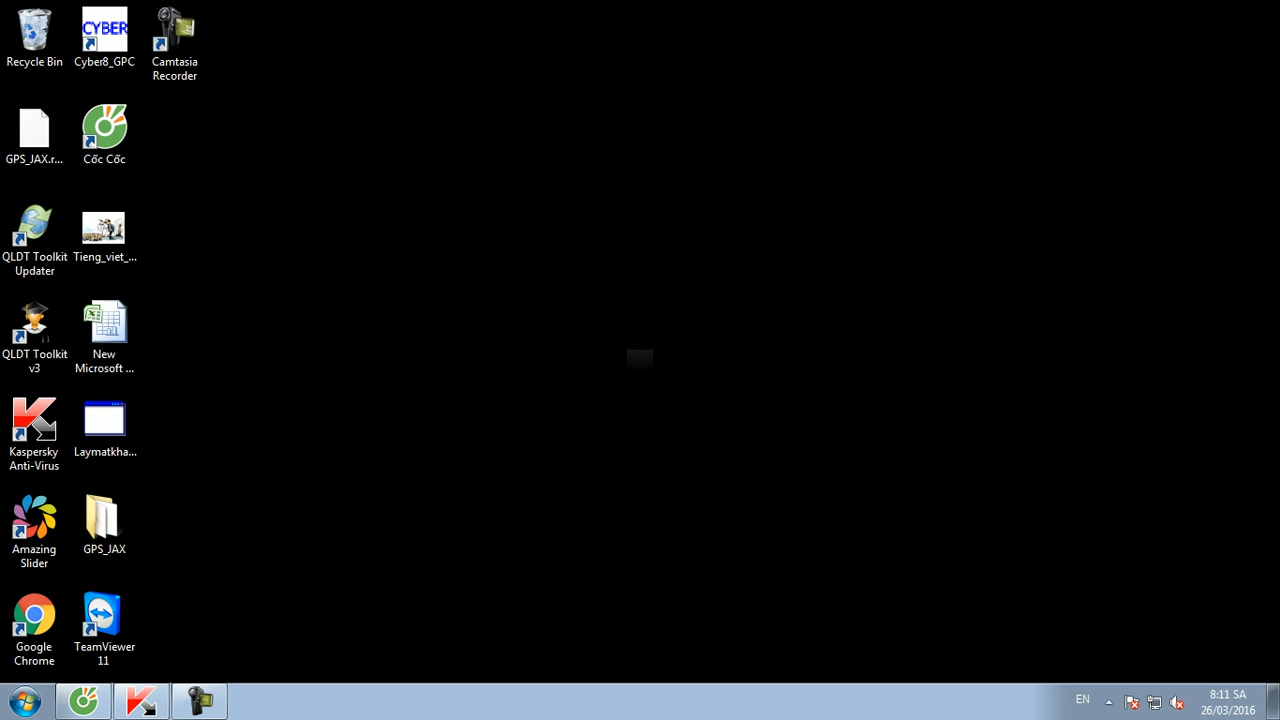 Recycle Bin
CYBER
Cyber8_GPC
Camtasia
Recorder
GPS_JAX.r...
Cốc Cốc
QLDT Toolkit
Updater
Tieng_viet_...
QLDT Toolkit
v3
New
Microsoft ...
Kaspersky
Anti-Virus
Laymatkha...
Amazing
Slider
GPS_JAX
Google
Chrome
TeamViewer
11
EN
8:11 SA
26/03/2016